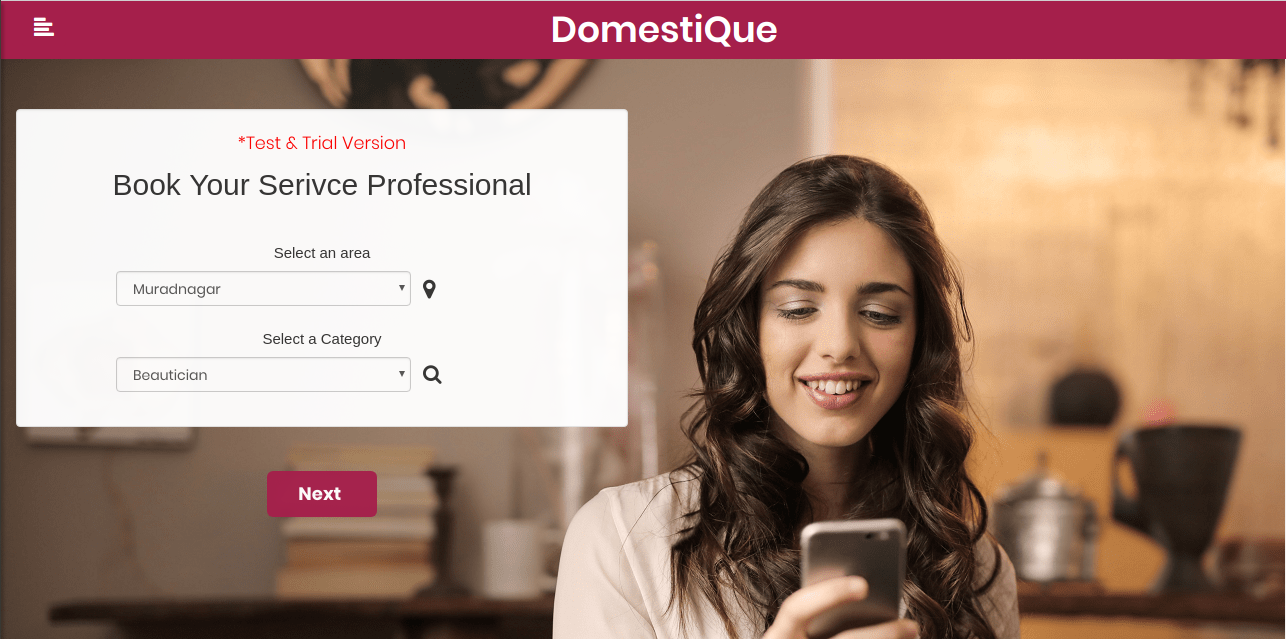 DomestiQue
*Test & Trial Version
Book Your Serivce Professional
Select an area
Muradnagar
Select a Category
Beautician
Next